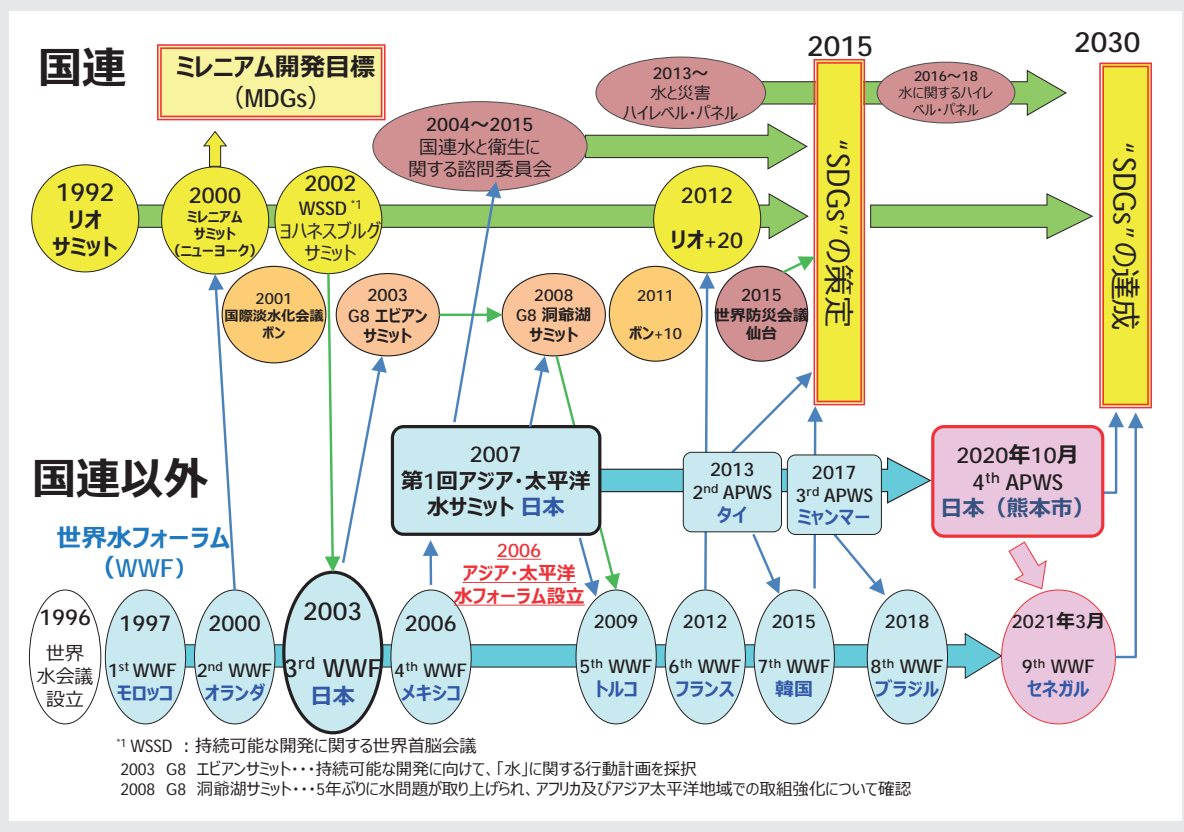 国連
ミレニアム開発目標
（MDGs）
2015
2030
2013～
水と災害
ハイレベル・パネル
2016～18
水に関するハイレ
ベル・パネル
2004～2015
国連水と衛生に
関する諮問委員会
1992
リオ
サミット
2000
ミレニアム
サミット
（ニューヨーク）
2002
WSSD *1
ヨハネスブルグ
サミット
2012
リオ+20
“SDGs”の策定
“SDGs”の達成
2001
国際淡水化会議
ボン
2003
G8 エビアン
サミット
2008
G8 洞爺湖
サミット
2011
ボン+10
2015
世界防災会議
仙台
国連以外
2007
第1回アジア・太平洋
水サミット 日本
2013
2nd APWS
タイ
2017
3rd APWS
ミャンマー
2020年10月
4th APWS
日本（熊本市）
世界水フォーラム
（WWF）
2006
アジア・太平洋
水フォーラム設立
1996
世界
水会議
設立
1997
1st WWF
モロッコ
2000
2nd WWF
オランダ
2003
3rd WWF
日本
2006
4th WWF
メキシコ
2009
5th WWF
トルコ
2012
6th WWF
フランス
2015
7th WWF
韓国
2018
8th WWF
ブラジル
2021年3月
9th WWF
セネガル
*1 WSSD ：持続可能な開発に関する世界首脳会議
2003 G8 エビアンサミット・・・持続可能な開発に向けて、「水」に関する行動計画を採択
2008 G8 洞爺湖サミット・・・5年ぶりに水問題が取り上げられ、アフリカ及びアジア太平洋地域での取組強化について確認